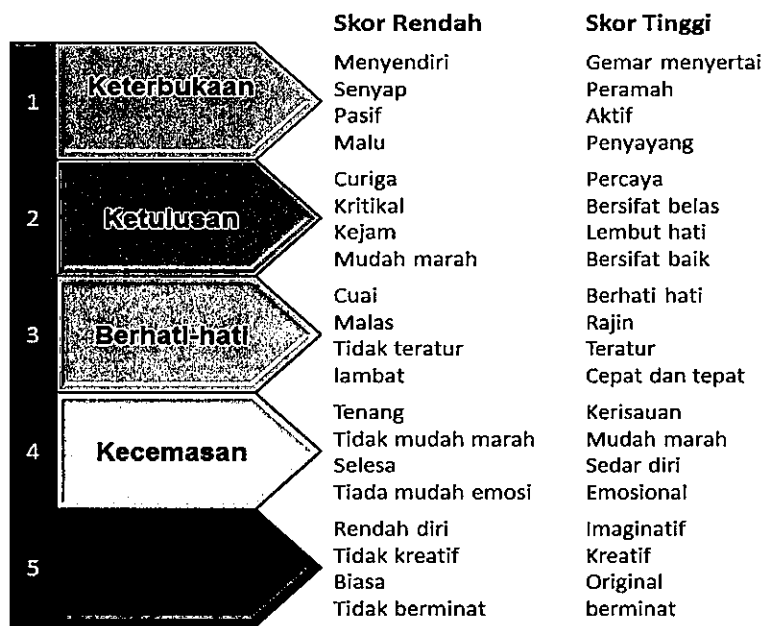 Skor Rendah Skor Tinggi
1 Keterbukaan
Menyendiri Gemar menyertai
Senyap Peramah
Pasif Aktif
Malu Penyayang
2 Ketulusan
Curiga Percaya
Kritikal Bersifat belas
Kejam Lembut hati
Mudah marah Bersifat baik
3 Berhati-hati
Cuai Berhati hati
Malas Rajin
Tidak teratur Teratur
lambat Cepat dan tepat
4 Kecemasan
Tenang Kerisauan
Tidak mudah marah Mudah marah
Selesa Sedar diri
Tiada mudah emosi Emosional
5
Rendah diri Imaginatif
Tidak kreatif Kreatif
Biasa Original
Tidak berminat berminat